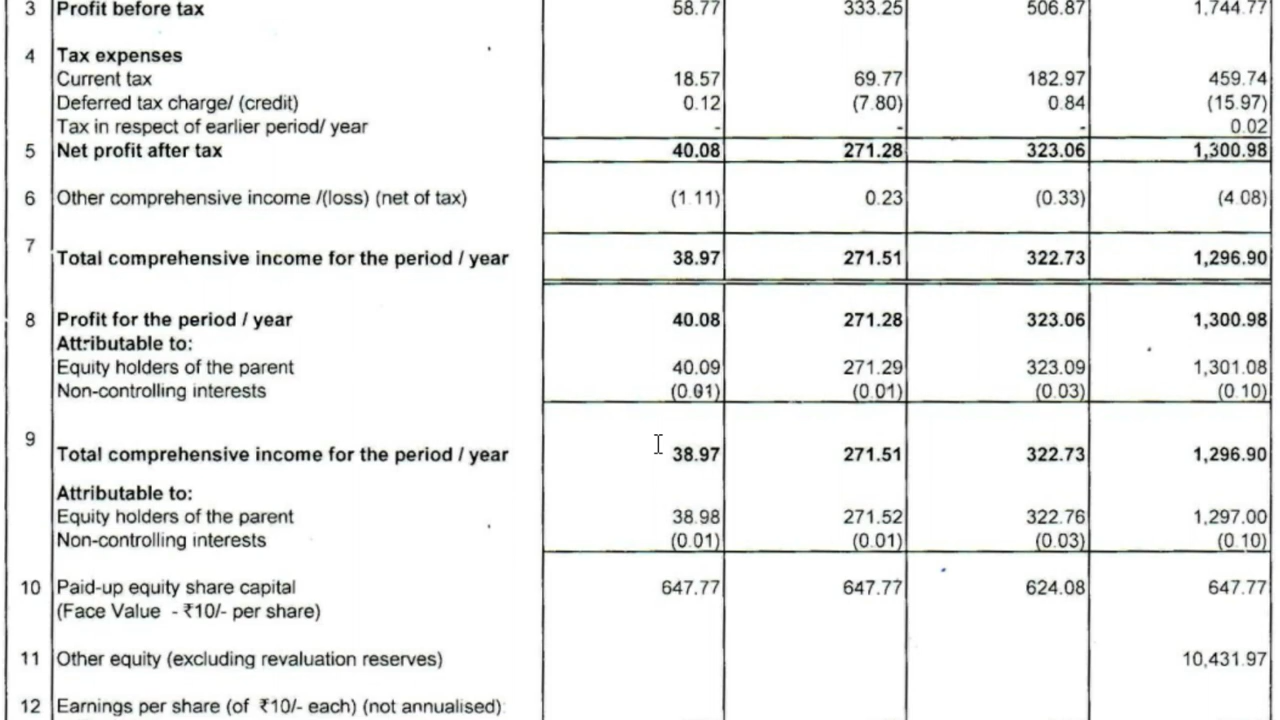 3 Profit before tax 58.77 333.25 506.87 1,744.77
4 Tax expenses
Current tax 18.57 69.77 182.97 459.74
Deferred tax charge/ (credit) 0.12 (7.80) 0.84 (15.97)
Tax in respect of earlier period/ year - - - 0.02
5 Net profit after tax 40.08 271.28 323.06 1,300.98
6 Other comprehensive income /(loss) (net of tax) (1.11) 0.23 (0.33) (4.08)
7 Total comprehensive income for the period / year 38.97 271.51 322.73 1,296.90
8 Profit for the period / year 40.08 271.28 323.06 1,300.98
Attributable to:
Equity holders of the parent 40.09 271.29 323.09 1,301.08
Non-controlling interests (0.01) (0.01) (0.03) (0.10)
9 Total comprehensive income for the period / year 38.97 271.51 322.73 1,296.90
Attributable to:
Equity holders of the parent 38.98 271.52 322.76 1,297.00
Non-controlling interests (0.01) (0.01) (0.03) (0.10)
10 Paid-up equity share capital 647.77 647.77 624.08 647.77
(Face Value - ₹10/- per share)
11 Other equity (excluding revaluation reserves) 10,431.97
12 Earnings per share (of ₹10/- each) (not annualised):